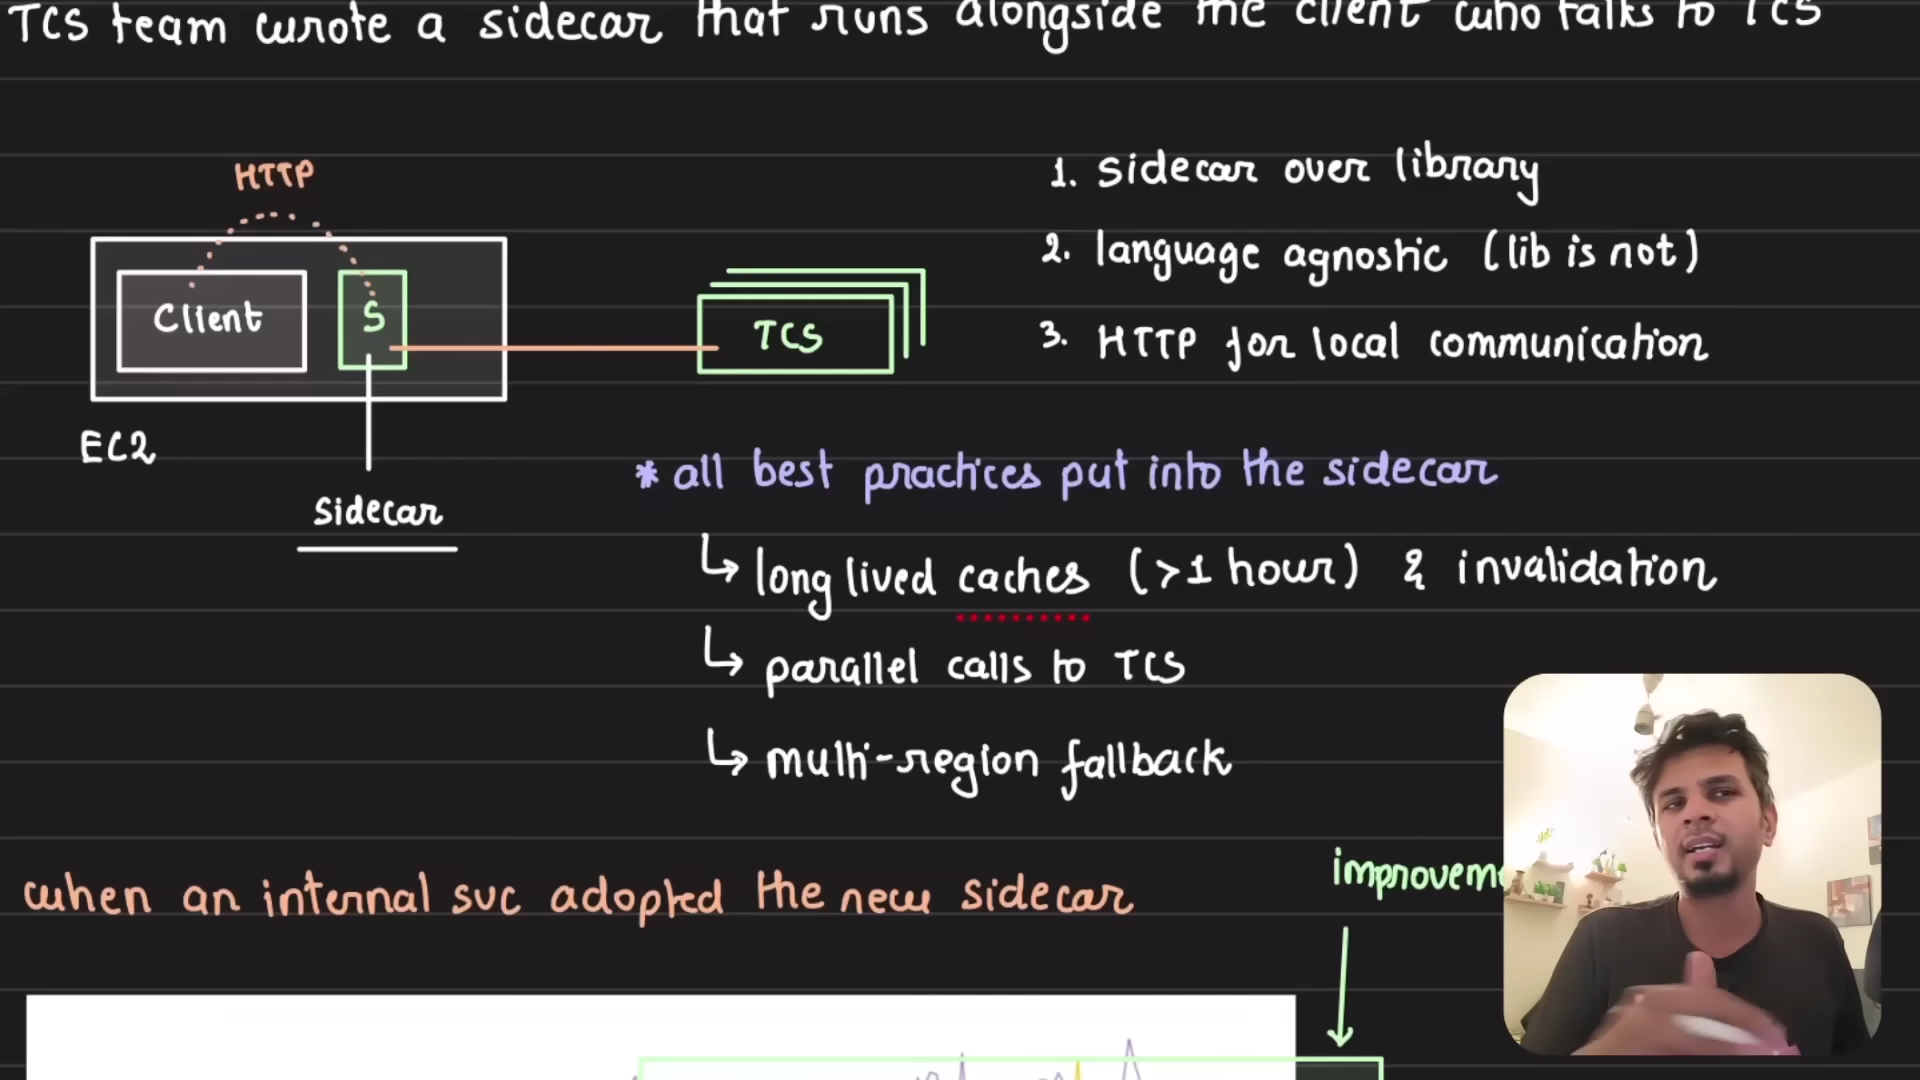 TCS team wrote a sidecar that runs alongside the client who talks to TCS
HTTP
Client
S
TCS
EC2
sidecar
1. sidecar over library
2. language agnostic (lib is not)
3. HTTP for local communication
* all best practices put into the sidecar
↳ long lived caches (>1 hour) & invalidation
↳ parallel calls to TCS
↳ multi-region fallback
when an internal svc adopted the new sidecar
improvem